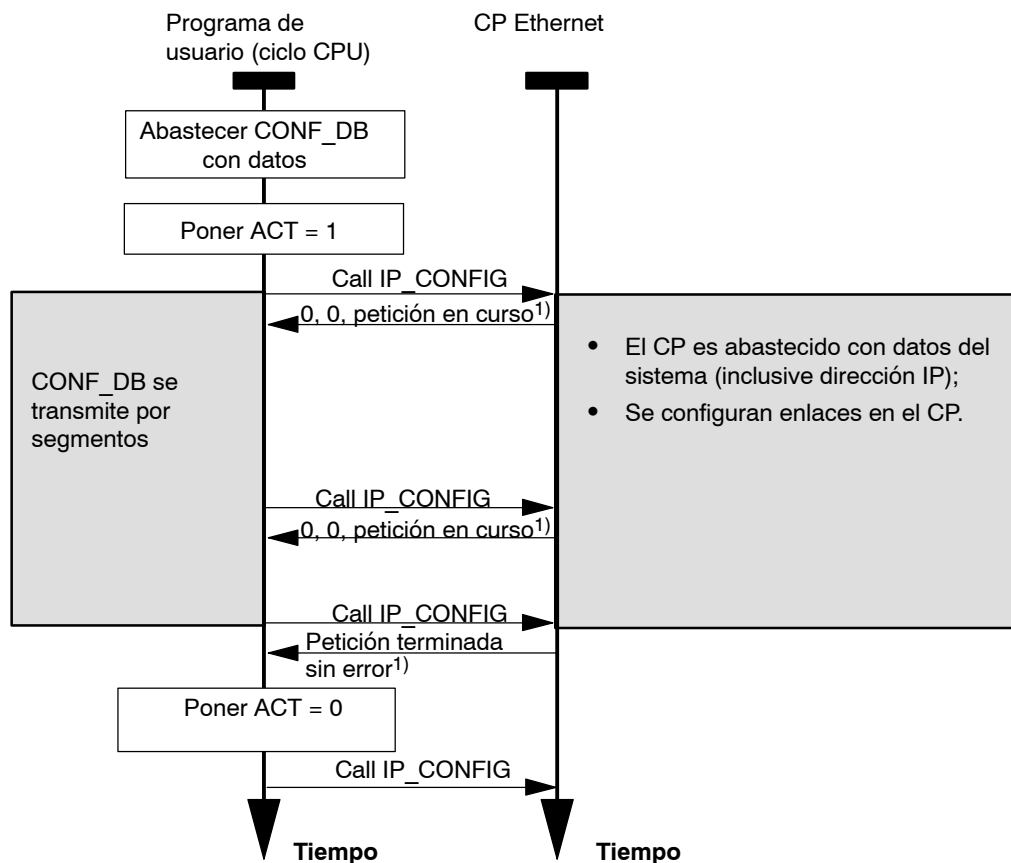 Programa de
usuario (ciclo CPU)
CP Ethernet
Abastecer CONF_DB
con datos
Poner ACT = 1
Call IP_CONFIG
0, 0, petición en curso1)
CONF_DB se
transmite por
segmentos
• El CP es abastecido con datos del
sistema (inclusive dirección IP);
• Se configuran enlaces en el CP.
Call IP_CONFIG
0, 0, petición en curso1)
Call IP_CONFIG
Petición terminada
sin error1)
Poner ACT = 0
Call IP_CONFIG
Tiempo
Tiempo